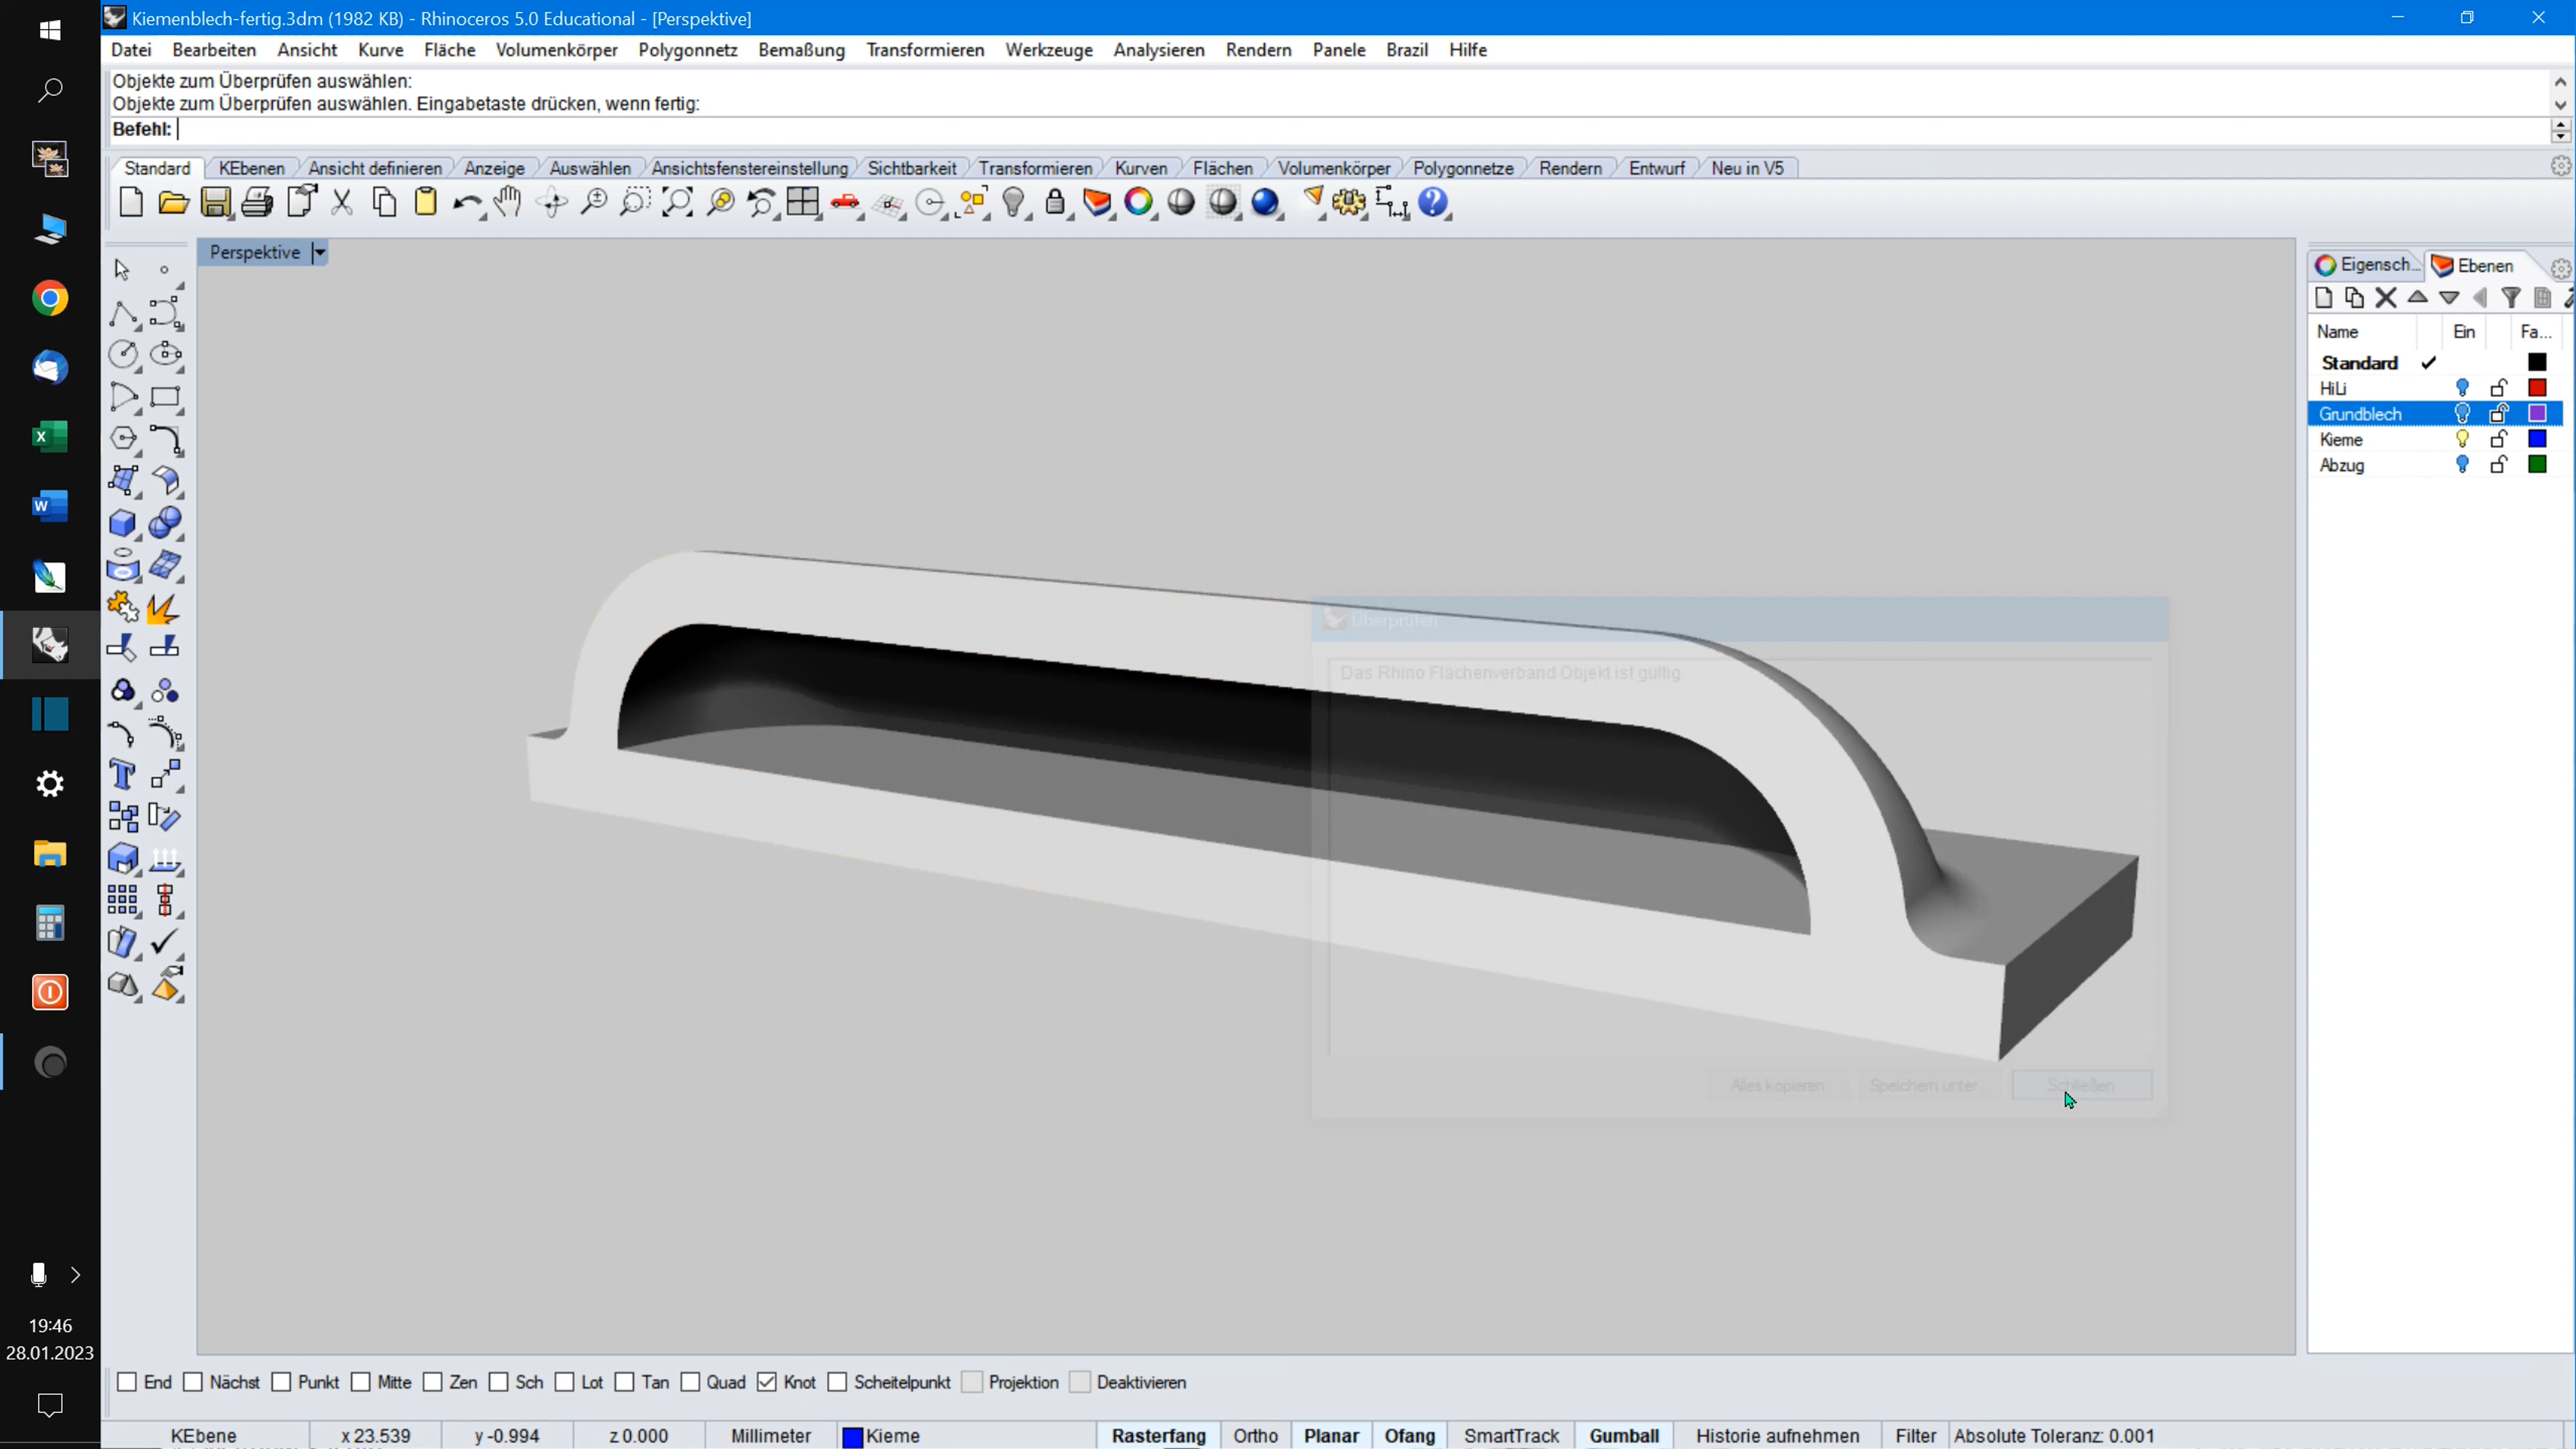 Kiemenblech-fertig.3dm (1982 KB) - Rhinoceros 5.0 Educational - [Perspektive]
Datei Bearbeiten Ansicht Kurve Fläche Volumenkörper Polygonnetz Bemaßung Transformieren Werkzeuge Analysieren Rendern Panele Brazil Hilfe
Objekte zum Überprüfen auswählen:
Objekte zum Überprüfen auswählen. Eingabetaste drücken, wenn fertig:
Befehl:
Standard KEbenen Ansicht definieren Anzeige Auswählen Ansichtsfenstereinstellung Sichtbarkeit Transformieren Kurven Flächen Volumenkörper Polygonnetze Rendern Entwurf Neu in V5
Perspektive
Eigensch... Ebenen
Name Ein Fa...
Standard
HiLi
Grundblech
Kieme
Abzug
Überprüfen
Das Rhino Flächenverband Objekt ist gültig.
Alles kopieren Speichern unter... Schließen
19:46
28.01.2023
End Nächst Punkt Mitte Zen Sch Lot Tan Quad Knot Scheitelpunkt Projektion Deaktivieren
KEbene x 23.539 y -0.994 z 0.000 Millimeter Kieme Rasterfang Ortho Planar Ofang SmartTrack Gumball Historie aufnehmen Filter Absolute Toleranz: 0.001